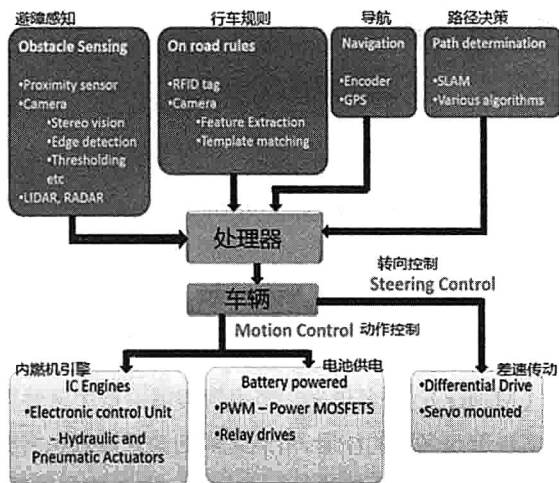 避障感知
行车规则
导航
路径决策
Obstacle Sensing
•Proximity sensor
•Camera
•Stereo vision
•Edge detection
•Thresholding
etc
•LIDAR, RADAR
On road rules
•RFID tag
•Camera
•Feature Extraction
•Template matching
Navigation
•Encoder
•GPS
Path determination
•SLAM
•Various algorithms
处理器
车辆
转向控制
Steering Control
Motion Control 动作控制
内燃机引擎
IC Engines
•Electronic control Unit
- Hydraulic and
Pneumatic Actuators
电池供电
Battery powered
•PWM – Power MOSFETS
•Relay drives
差速传动
•Differential Drive
•Servo mounted